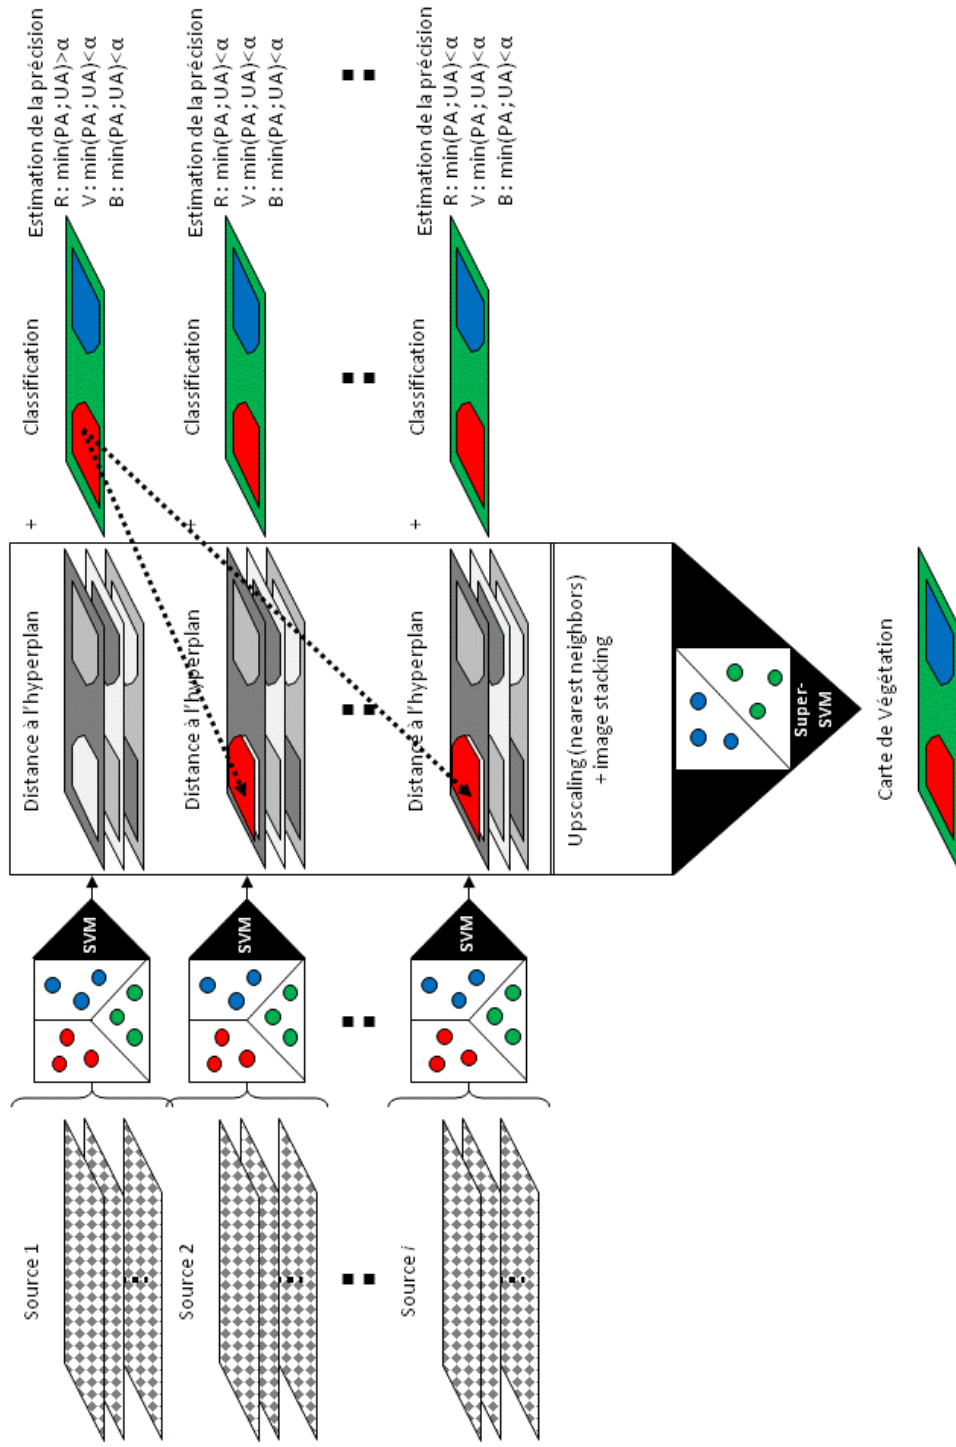 Source 1
SVM
Distance à l'hyperplan
+
Classification
Estimation de la précision
R : min(PA ; UA)>α
V : min(PA ; UA)<α
B : min(PA ; UA)<α
Source 2
SVM
Distance à l'hyperplan
+
Classification
Estimation de la précision
R : min(PA ; UA)<α
V : min(PA ; UA)<α
B : min(PA ; UA)<α
Source i
SVM
Distance à l'hyperplan
+
Classification
Estimation de la précision
R : min(PA ; UA)<α
V : min(PA ; UA)<α
B : min(PA ; UA)<α
Upscaling (nearest neighbors)
+ image stacking
Super-
SVM
Carte de Végétation